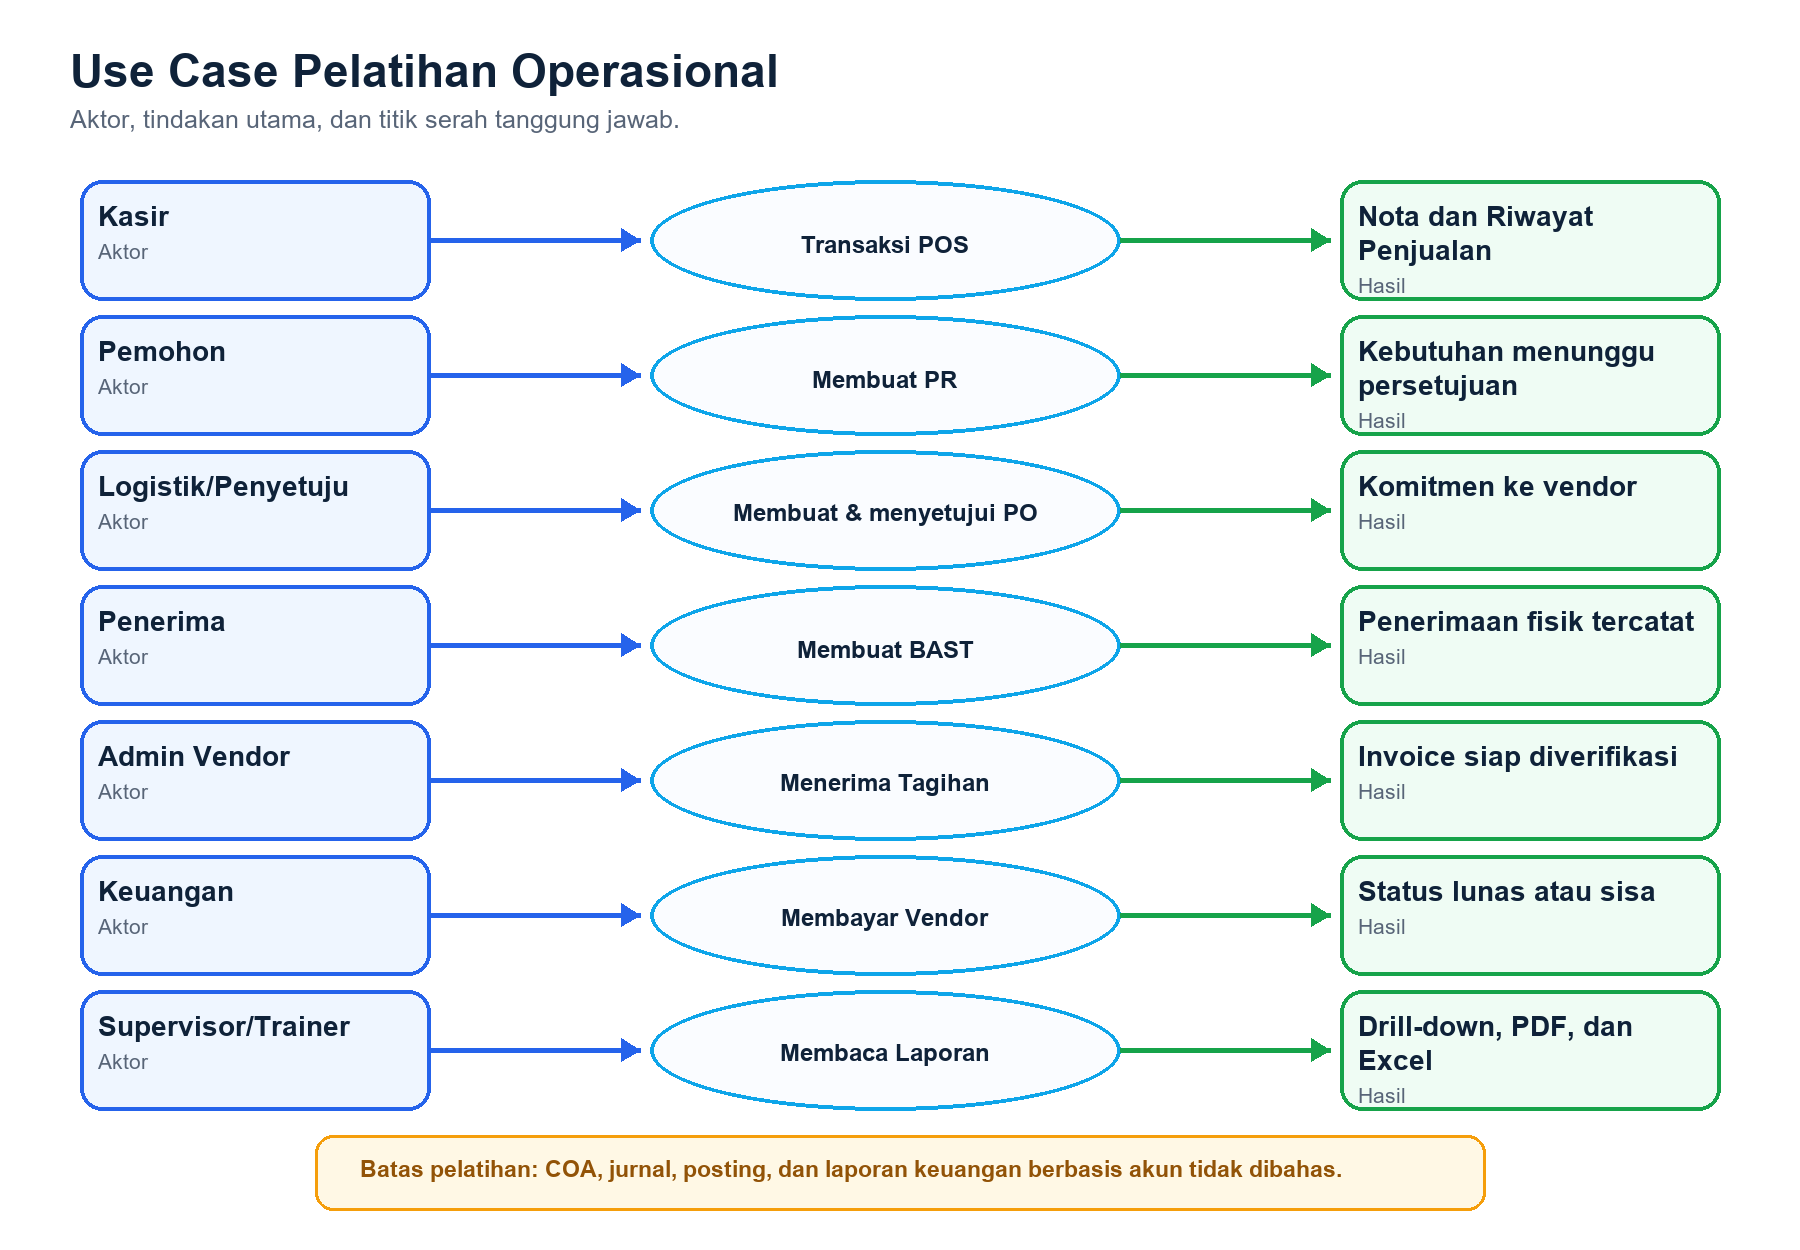 Use Case Pelatihan Operasional
Aktor, tindakan utama, dan titik serah tanggung jawab.
Kasir
Aktor
Transaksi POS
Nota dan Riwayat
Penjualan
Hasil
Pemohon
Aktor
Membuat PR
Kebutuhan menunggu
persetujuan
Hasil
Logistik/Penyetuju
Aktor
Membuat & menyetujui PO
Komitmen ke vendor
Hasil
Penerima
Aktor
Membuat BAST
Penerimaan fisik tercatat
Hasil
Admin Vendor
Aktor
Menerima Tagihan
Invoice siap diverifikasi
Hasil
Keuangan
Aktor
Membayar Vendor
Status lunas atau sisa
Hasil
Supervisor/Trainer
Aktor
Membaca Laporan
Drill-down, PDF, dan
Excel
Hasil
Batas pelatihan: COA, jurnal, posting, dan laporan keuangan berbasis akun tidak dibahas.